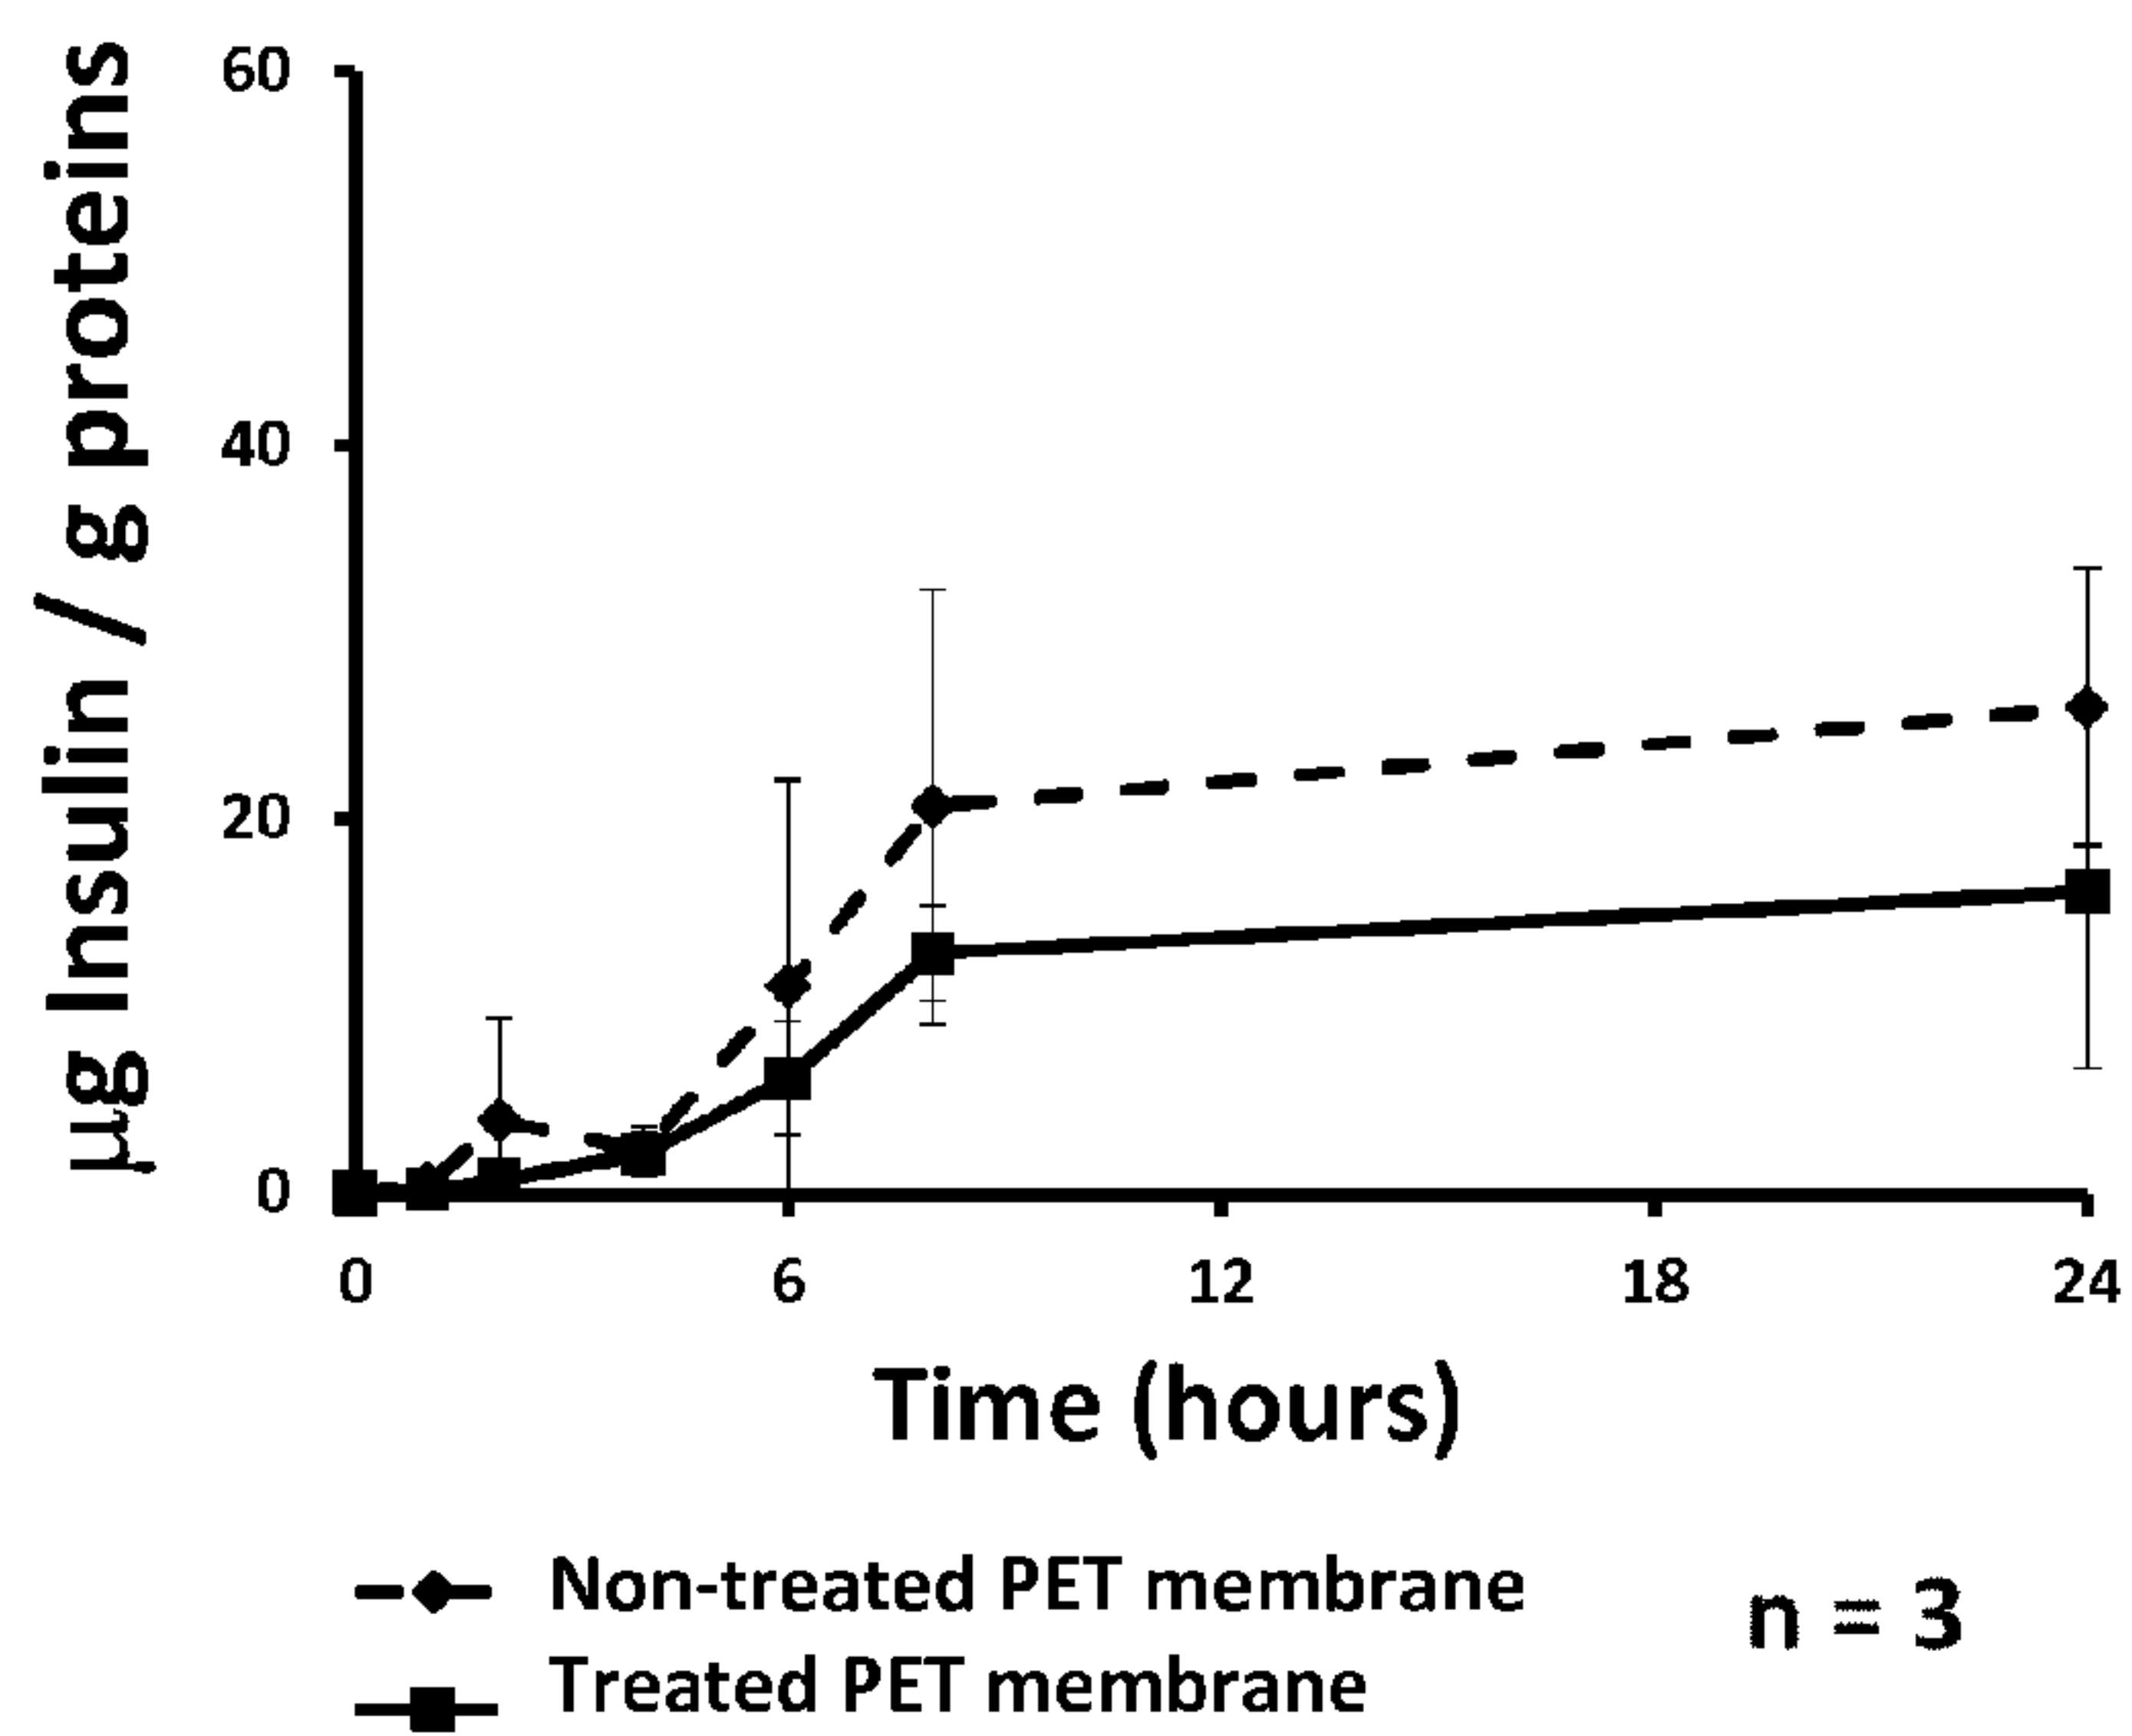 µg Insulin / g proteins
60
40
20
0
0 6 12 18 24
Time (hours)
Non-treated PET membrane
Treated PET membrane
n = 3